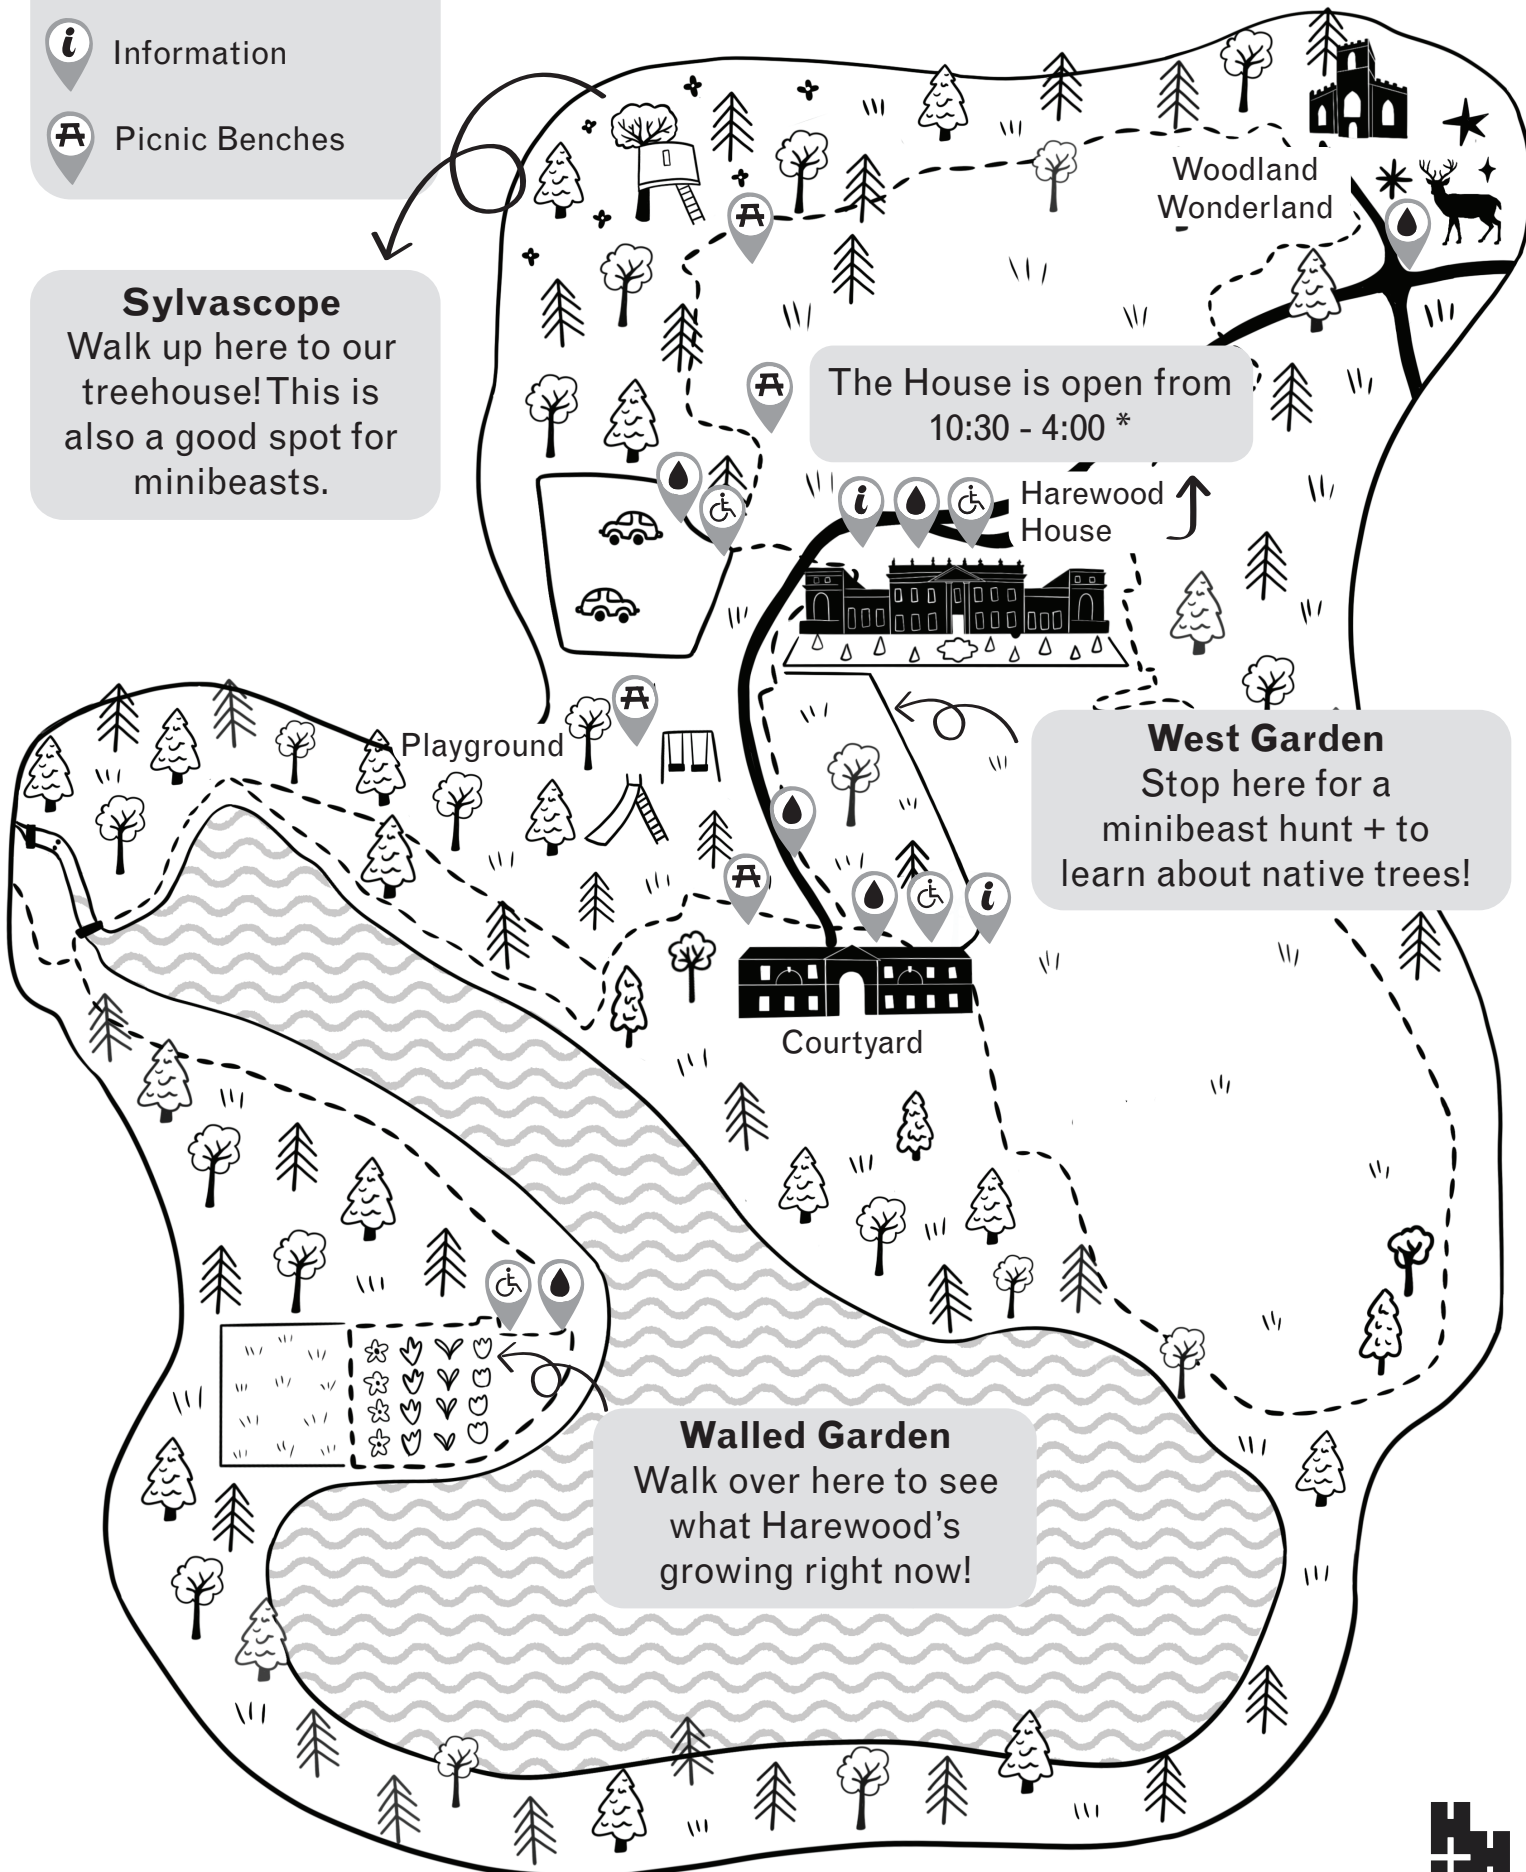 Information
Picnic Benches
Woodland
Wonderland
Sylvascope
Walk up here to our
treehouse! This is
also a good spot for
minibeasts.
The House is open from
10:30 - 4:00 *
Harewood
House
Playground
West Garden
Stop here for a
minibeast hunt + to
learn about native trees!
Courtyard
Walled Garden
Walk over here to see
what Harewood's
growing right now!